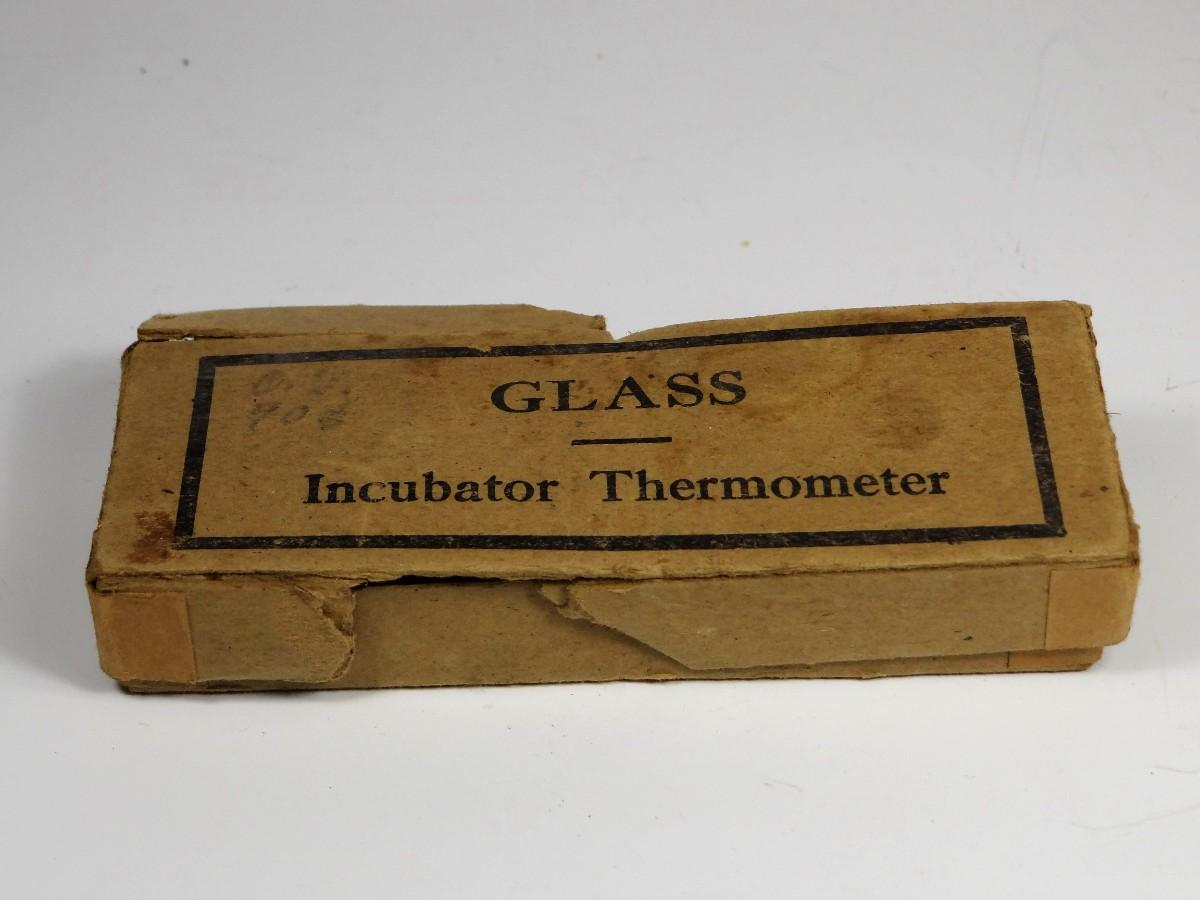 GLASS
Incubator Thermometer